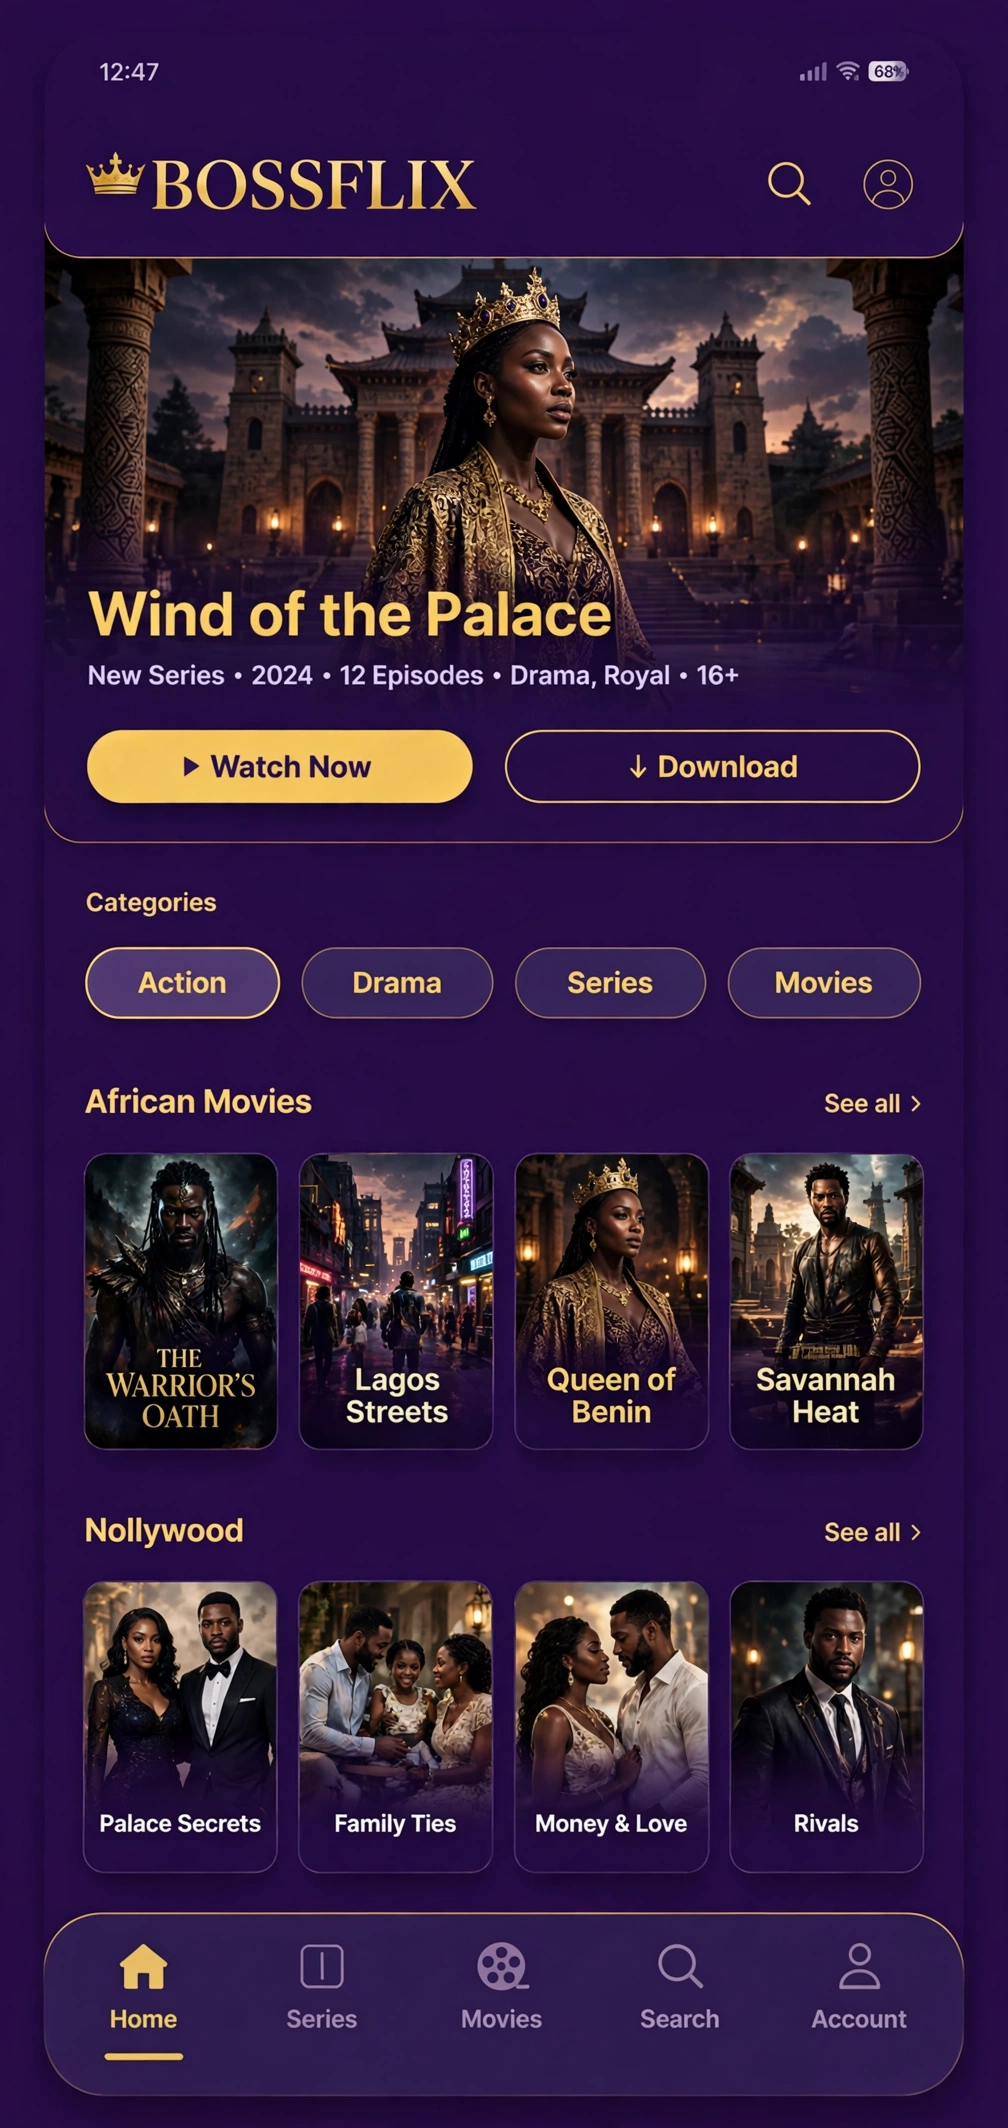 12:47
68%
BOSSFLIX
Wind of the Palace
New Series • 2024 • 12 Episodes • Drama, Royal • 16+
Watch Now
Download
Categories
Action
Drama
Series
Movies
African Movies
See all
THE
WARRIOR'S
OATH
Lagos
Streets
Queen of
Benin
Savannah
Heat
Nollywood
See all
Palace Secrets
Family Ties
Money & Love
Rivals
Home
Series
Movies
Search
Account